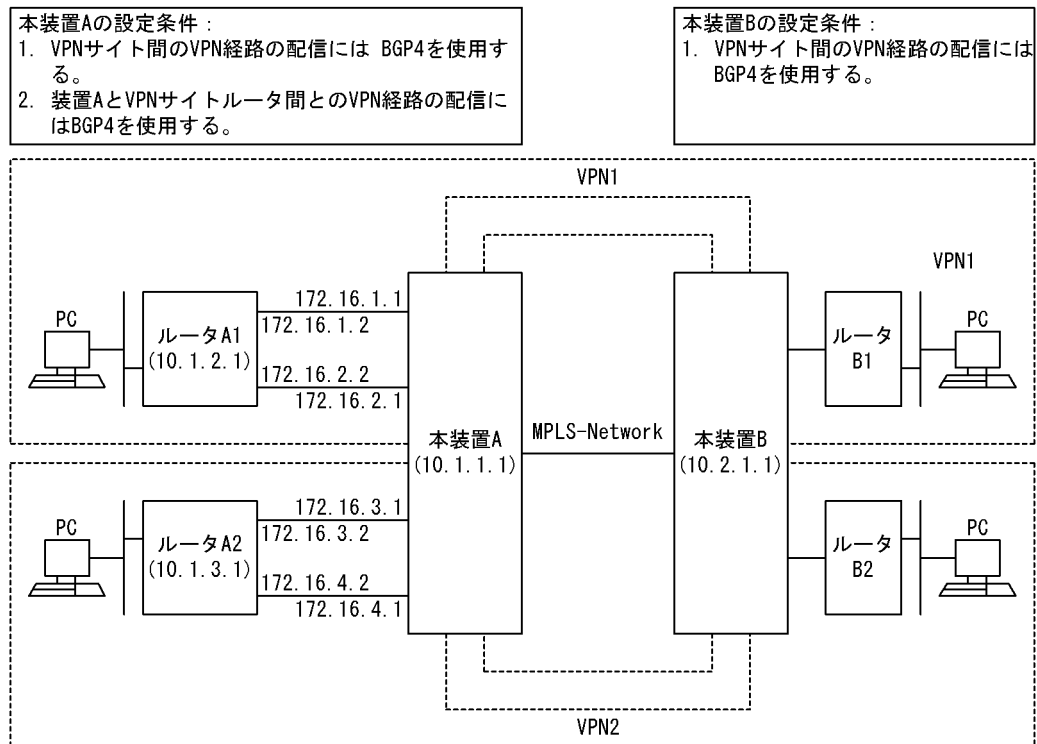 本装置Aの設定条件：
1. VPNサイト間のVPN経路の配信には BGP4を使用す
る。
2. 装置AとVPNサイトルータ間とのVPN経路の配信に
はBGP4を使用する。
本装置Bの設定条件：
1. VPNサイト間のVPN経路の配信には
BGP4を使用する。
VPN1
VPN1
PC
ルータA1
(10.1.2.1)
172.16.1.1
172.16.1.2
172.16.2.2
172.16.2.1
本装置A
(10.1.1.1)
MPLS-Network
本装置B
(10.2.1.1)
ルータ
B1
PC
PC
ルータA2
(10.1.3.1)
172.16.3.1
172.16.3.2
172.16.4.2
172.16.4.1
ルータ
B2
PC
VPN2